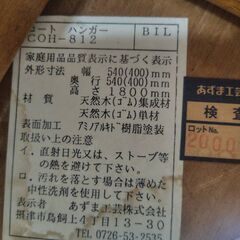 コート ハンガー BIL
COH-812
家庭用品品質表示に基づく表示
外形寸法 幅 540(400)mm
奥行 540(400)mm
高さ 1800mm
材質 天然木(ゴム)集成材
天然木(ゴム)単材
表面加工 アミノアルキド樹脂塗装
取扱い上の注意
イ.直射日光又は、ストーブ等
の熱を避けてください。
ロ.汚れを落とす場合は薄めた
中性洗剤を使用して下さい。
表示者 あずま工芸株式会社
摂津市鳥飼上4丁目13-30
TEL 0726-53-2535
あずま工芸
検
ロットNo.